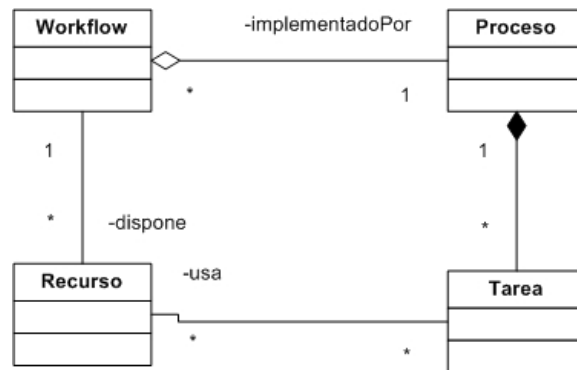 Workflow
-implementadoPor
Proceso
*
1
1
1
*
-dispone
*
Recurso
-usa
Tarea
*
*